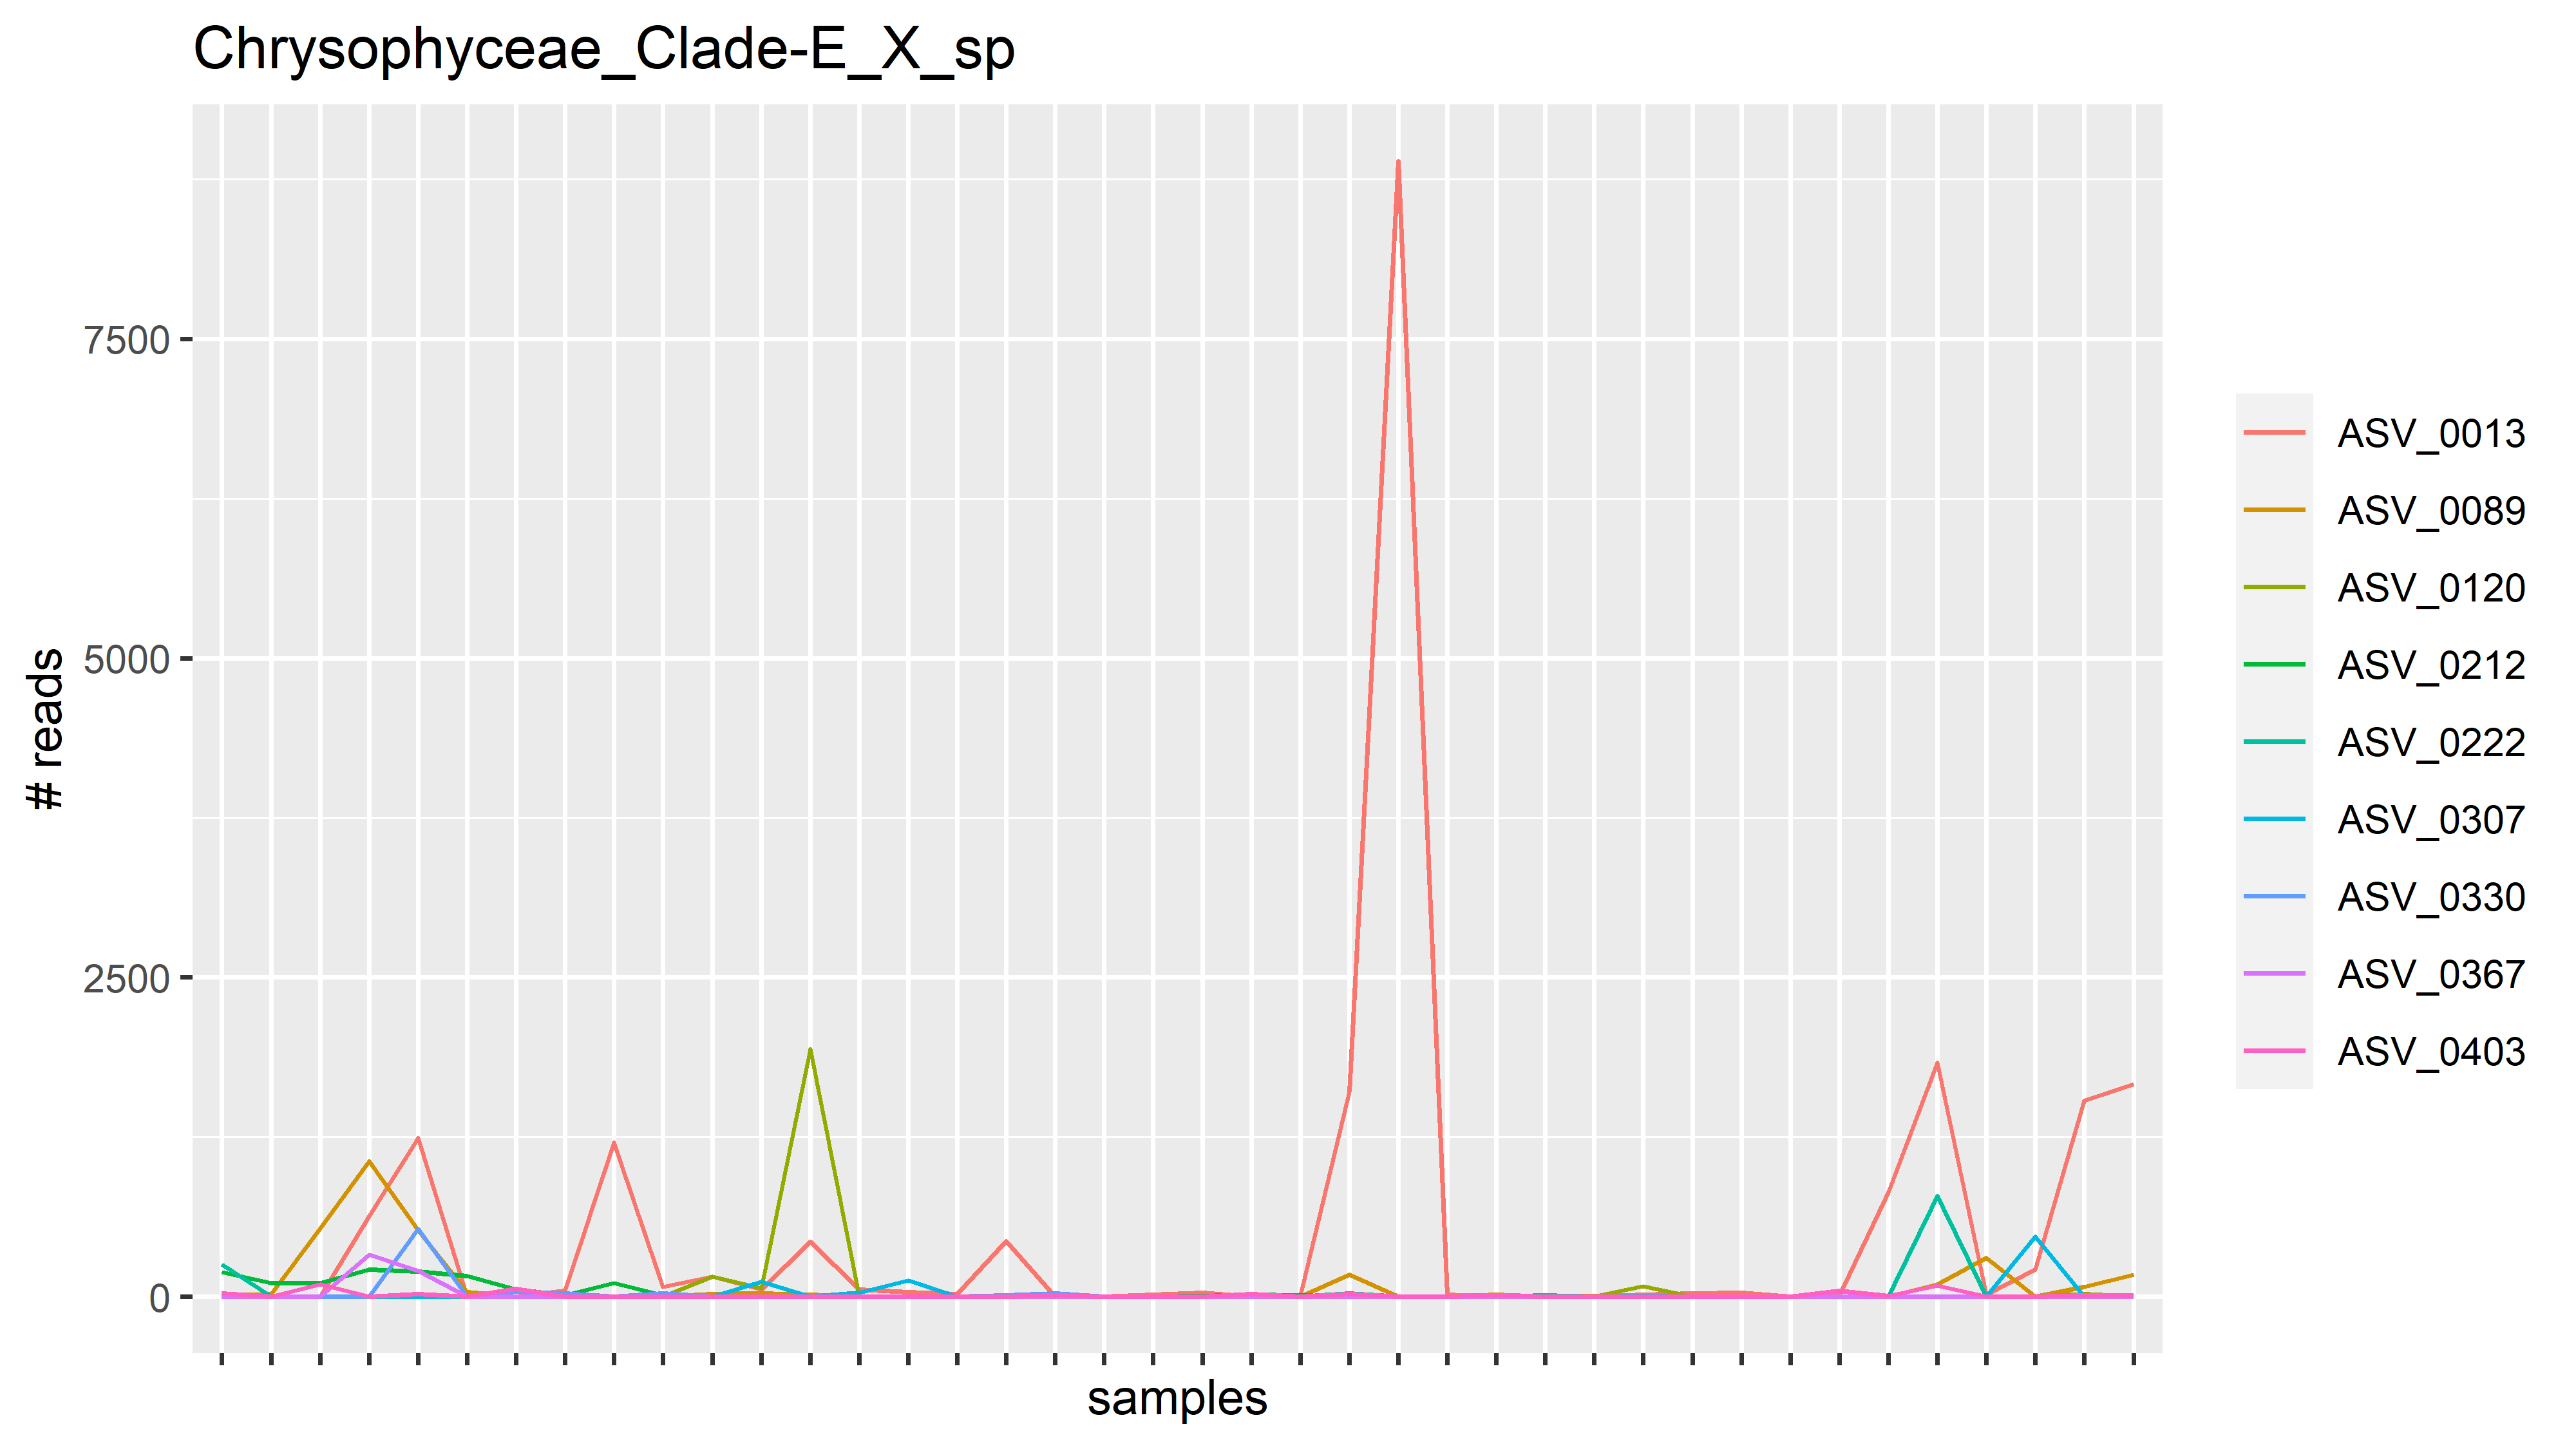 Chrysophyceae_Clade-E_X_sp
# reads
7500
5000
2500
0
samples
ASV_0013
ASV_0089
ASV_0120
ASV_0212
ASV_0222
ASV_0307
ASV_0330
ASV_0367
ASV_0403